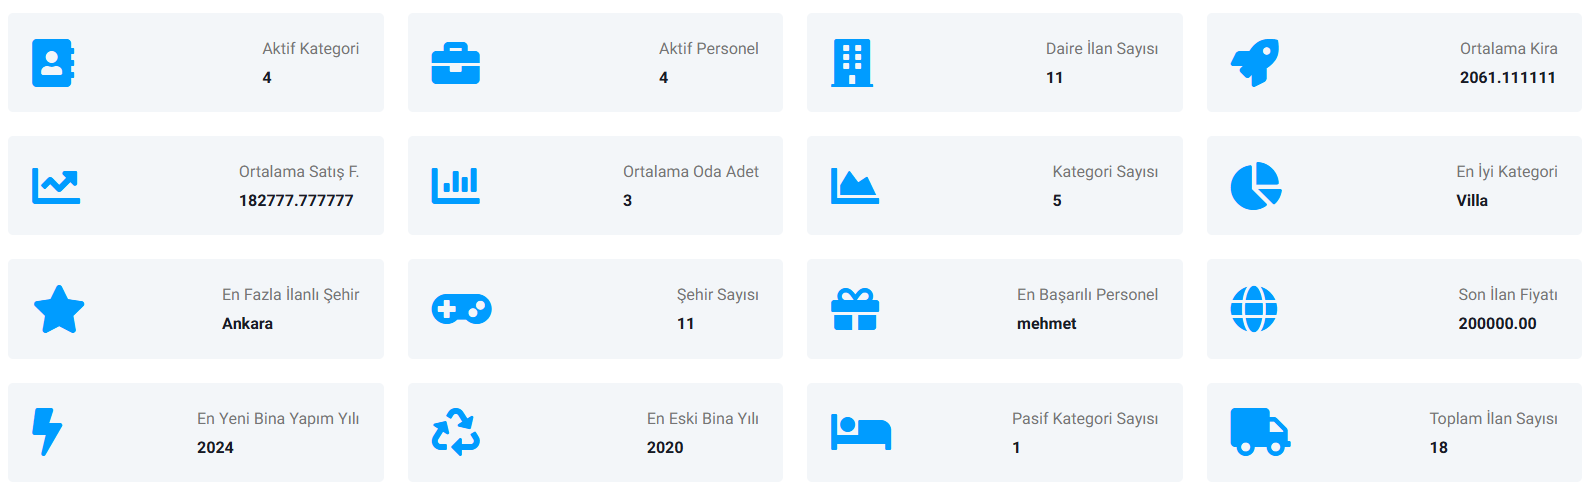 Aktif Kategori
4
Aktif Personel
4
Daire İlan Sayısı
11
Ortalama Kira
2061.111111
Ortalama Satış F.
182777.777777
Ortalama Oda Adet
3
Kategori Sayısı
5
En İyi Kategori
Villa
En Fazla İlanlı Şehir
Ankara
Şehir Sayısı
11
En Başarılı Personel
mehmet
Son İlan Fiyatı
200000.00
En Yeni Bina Yapım Yılı
2024
En Eski Bina Yılı
2020
Pasif Kategori Sayısı
1
Toplam İlan Sayısı
18